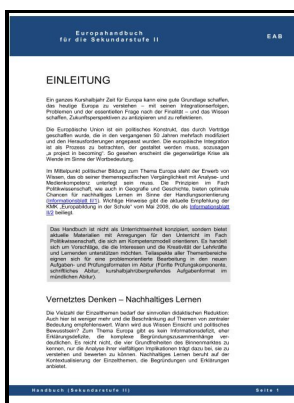 Europahandbuch
für die Sekundarstufe II
EAB
EINLEITUNG
Ein ganzes Kurshalbjahr Zeit für Europa kann eine gute Grundlage schaffen,
das heutige Europa zu verstehen – mit seinen Integrationserfolgen,
Problemen und der essentiellen Frage nach der Finalität – und das Wissen
schaffen, Zukunftsperspektiven zu antizipieren und zu reflektieren.
Die Europäische Union ist ein politisches Konstrukt, das durch Verträge
geschaffen wurde, die in den vergangenen 50 Jahren mehrfach modifiziert
und den Herausforderungen angepasst wurden. Die europäische Integration
ist als Prozess zu betrachten, der gestaltet werden muss, sozusagen
„a project in becoming“. So gesehen erscheint die gegenwärtige Krise als
Wende im Sinne der Wortbedeutung.
Im Mittelpunkt politischer Bildung zum Thema Europa steht der Erwerb von
Wissen, das ob seiner themenspezifischen Vergänglichkeit mit Analyse- und
Medienkompetenz unterlegt sein muss. Die Prinzipien im Fach
Politikwissenschaft, wie auch in Geografie und Geschichte, bieten optimale
Chancen für nachhaltiges Lernen im Sinne der Handlungsorientierung
(Informationsblatt II/1). Wichtige Hinweise gibt die aktuelle Empfehlung der
KMK „Europabildung in der Schule“ vom Mai 2008, die als Informationsblatt
II/2 beiliegt.
Das Handbuch ist nicht als Unterrichtseinheit konzipiert, sondern bietet
aktuelle Materialien mit Anregungen für den Unterricht im Fach
Politikwissenschaft, die sich am Kompetenzmodell orientieren. Es handelt
sich um Vorschläge, die die Interessen und die Kreativität der Lehrkräfte
und Lernenden unterstützen möchten. Teilaspekte aller Themenbereiche
eignen sich für eine problemorientierte Bearbeitung in den neuen
Aufgaben- und Prüfungsformaten im Abitur (Fünfte Prüfungskomponente,
schriftliches Abitur, kurshalbjahresübergreifendes Aufgabenformat im
mündlichen Abitur).
Vernetztes Denken – Nachhaltiges Lernen
Die Vielzahl der Einzelthemen bedarf der sinnvollen didaktischen Reduktion:
Auch hier ist weniger mehr und die Beschränkung auf Themen von zentraler
Bedeutung empfehlenswert. Wann wird aus Wissen Einsicht und politisches
Bewusstsein? Zum Thema Europa gibt es kein Informationsdefizit, eher
Erklärungsdefizite, die komplexe Begründungszusammenhänge ver-
deutlichen. Es reicht nicht, die vier Grundfreiheiten des Binnenmarktes zu
kennen, nur die Analyse ihrer vielfältigen Implikationen trägt dazu bei, sie zu
verstehen und bewerten zu können. Nachhaltiges Lernen beruht auf der
Kontextualisierung der Einzelthemen, die Begründungen und Erklärungen
anbietet.
Handbuch (Sekundarstufe II)
Seite 1